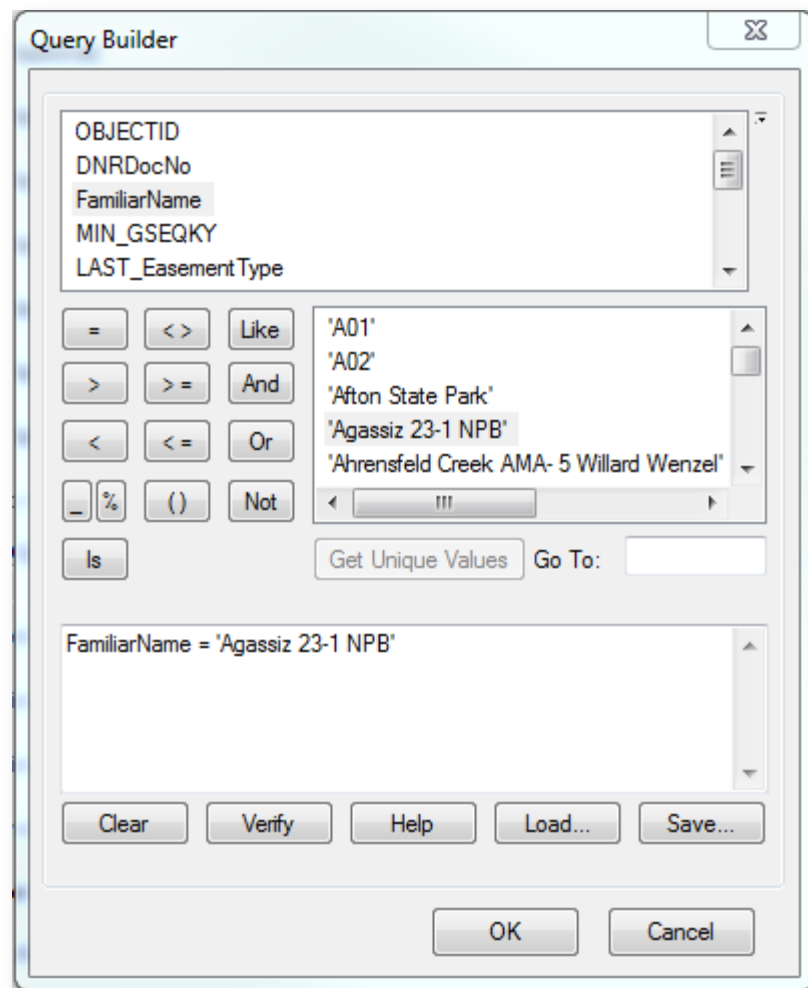 Query Builder
OBJECTID
DNRDocNo
FamiliarName
MIN_GSEQKY
LAST_EasementType
= < > Like
> > = And
< < = Or
_ % ( ) Not
Is
'A01'
'A02'
'Afton State Park'
'Agassiz 23-1 NPB'
'Ahrensfeld Creek AMA- 5 Willard Wenzel'
Get Unique Values Go To:
FamiliarName = 'Agassiz 23-1 NPB'
Clear Verify Help Load... Save...
OK Cancel